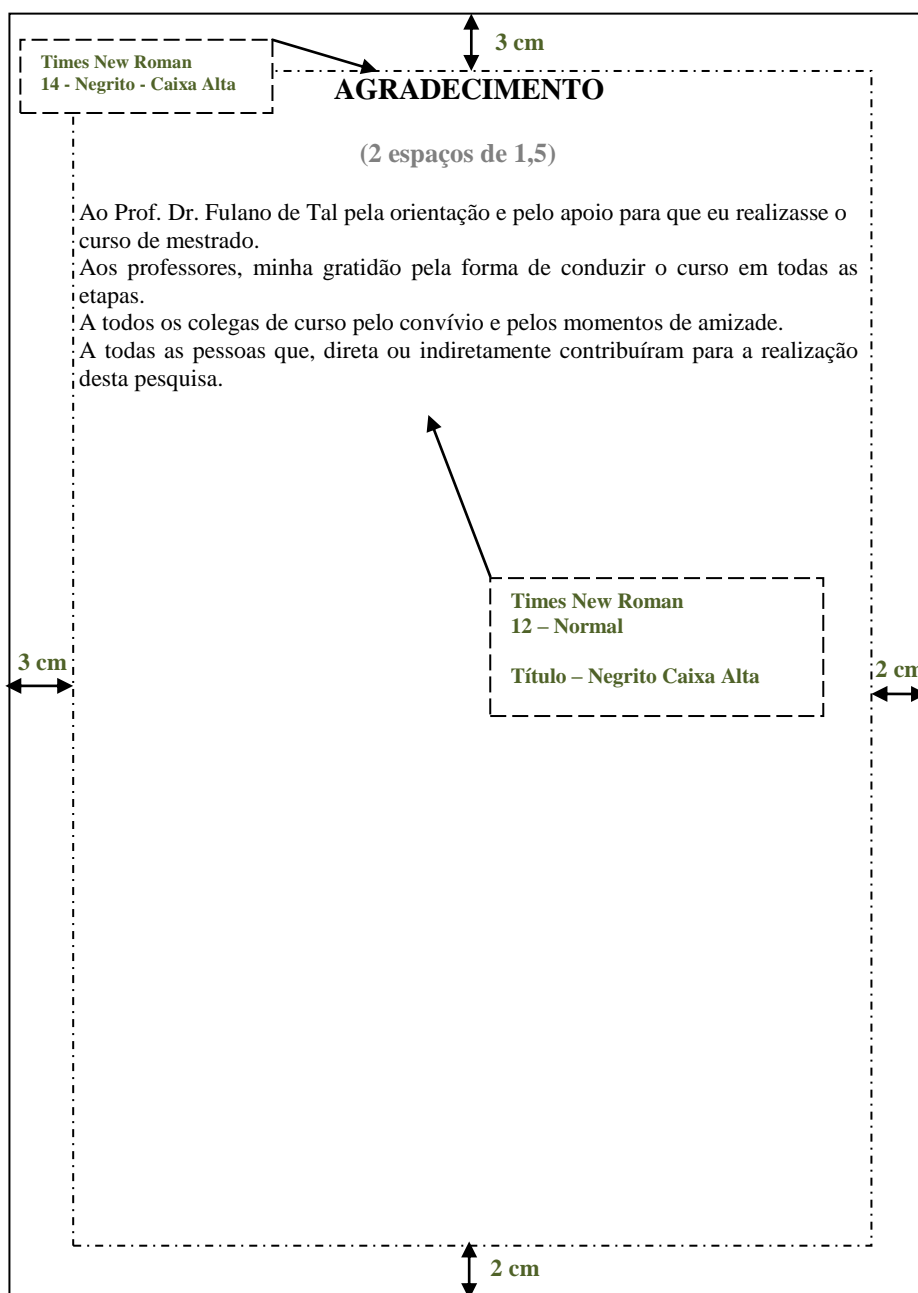 3 cm
Times New Roman
14 - Negrito - Caixa Alta
AGRADECIMENTO
(2 espaços de 1,5)
Ao Prof. Dr. Fulano de Tal pela orientação e pelo apoio para que eu realizasse o
curso de mestrado.
Aos professores, minha gratidão pela forma de conduzir o curso em todas as
etapas.
A todos os colegas de curso pelo convívio e pelos momentos de amizade.
A todas as pessoas que, direta ou indiretamente contribuíram para a realização
desta pesquisa.
Times New Roman
12 – Normal
Título – Negrito Caixa Alta
3 cm
2 cm
2 cm